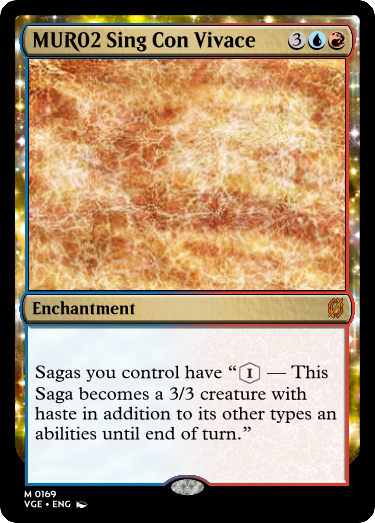 MUR02 Sing Con Vivace 3
Enchantment
Sagas you control have “I — This
Saga becomes a 3/3 creature with
haste in addition to its other types an
abilities until end of turn.”
M 0169
VGE • ENG